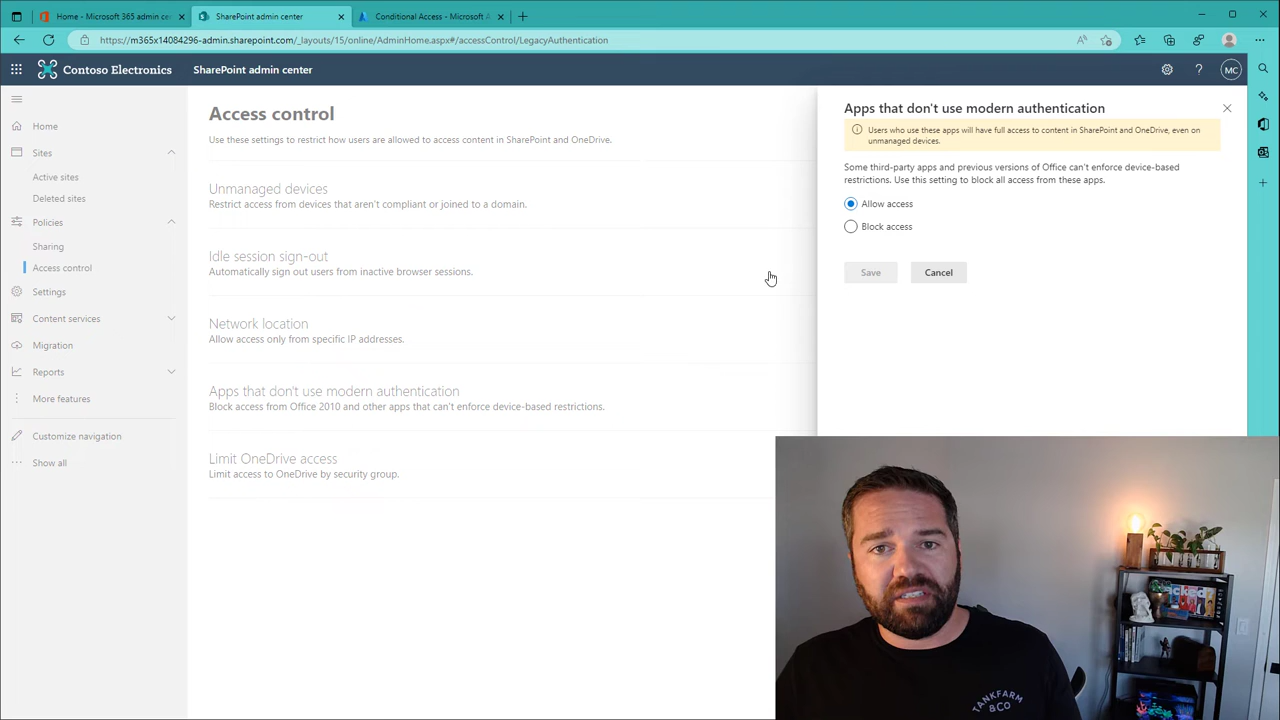 Home - Microsoft 365 admin ce
SharePoint admin center
Conditional Access - Microsoft A
https://m365x14084296-admin.sharepoint.com/_layouts/15/online/AdminHome.aspx#/accessControl/LegacyAuthentication
Contoso Electronics
SharePoint admin center
MC
Home
Sites
Active sites
Deleted sites
Policies
Sharing
Access control
Settings
Content services
Migration
Reports
More features
Customize navigation
Show all
Access control
Use these settings to restrict how users are allowed to access content in SharePoint and OneDrive.
Unmanaged devices
Restrict access from devices that aren't compliant or joined to a domain.
Idle session sign-out
Automatically sign out users from inactive browser sessions.
Network location
Allow access only from specific IP addresses.
Apps that don't use modern authentication
Block access from Office 2010 and other apps that can't enforce device-based restrictions.
Limit OneDrive access
Limit access to OneDrive by security group.
Apps that don't use modern authentication
Users who use these apps will have full access to content in SharePoint and OneDrive, even on
unmanaged devices.
Some third-party apps and previous versions of Office can't enforce device-based
restrictions. Use this setting to block all access from these apps.
Allow access
Block access
Save
Cancel
TANKFARM
&CO